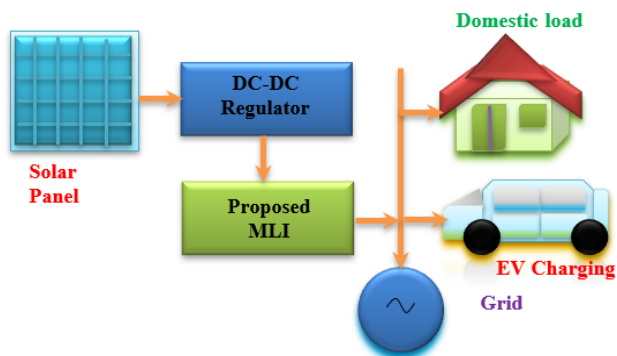 Domestic load
DC-DC
Regulator
Solar
Panel
Proposed
MLI
EV Charging
Grid